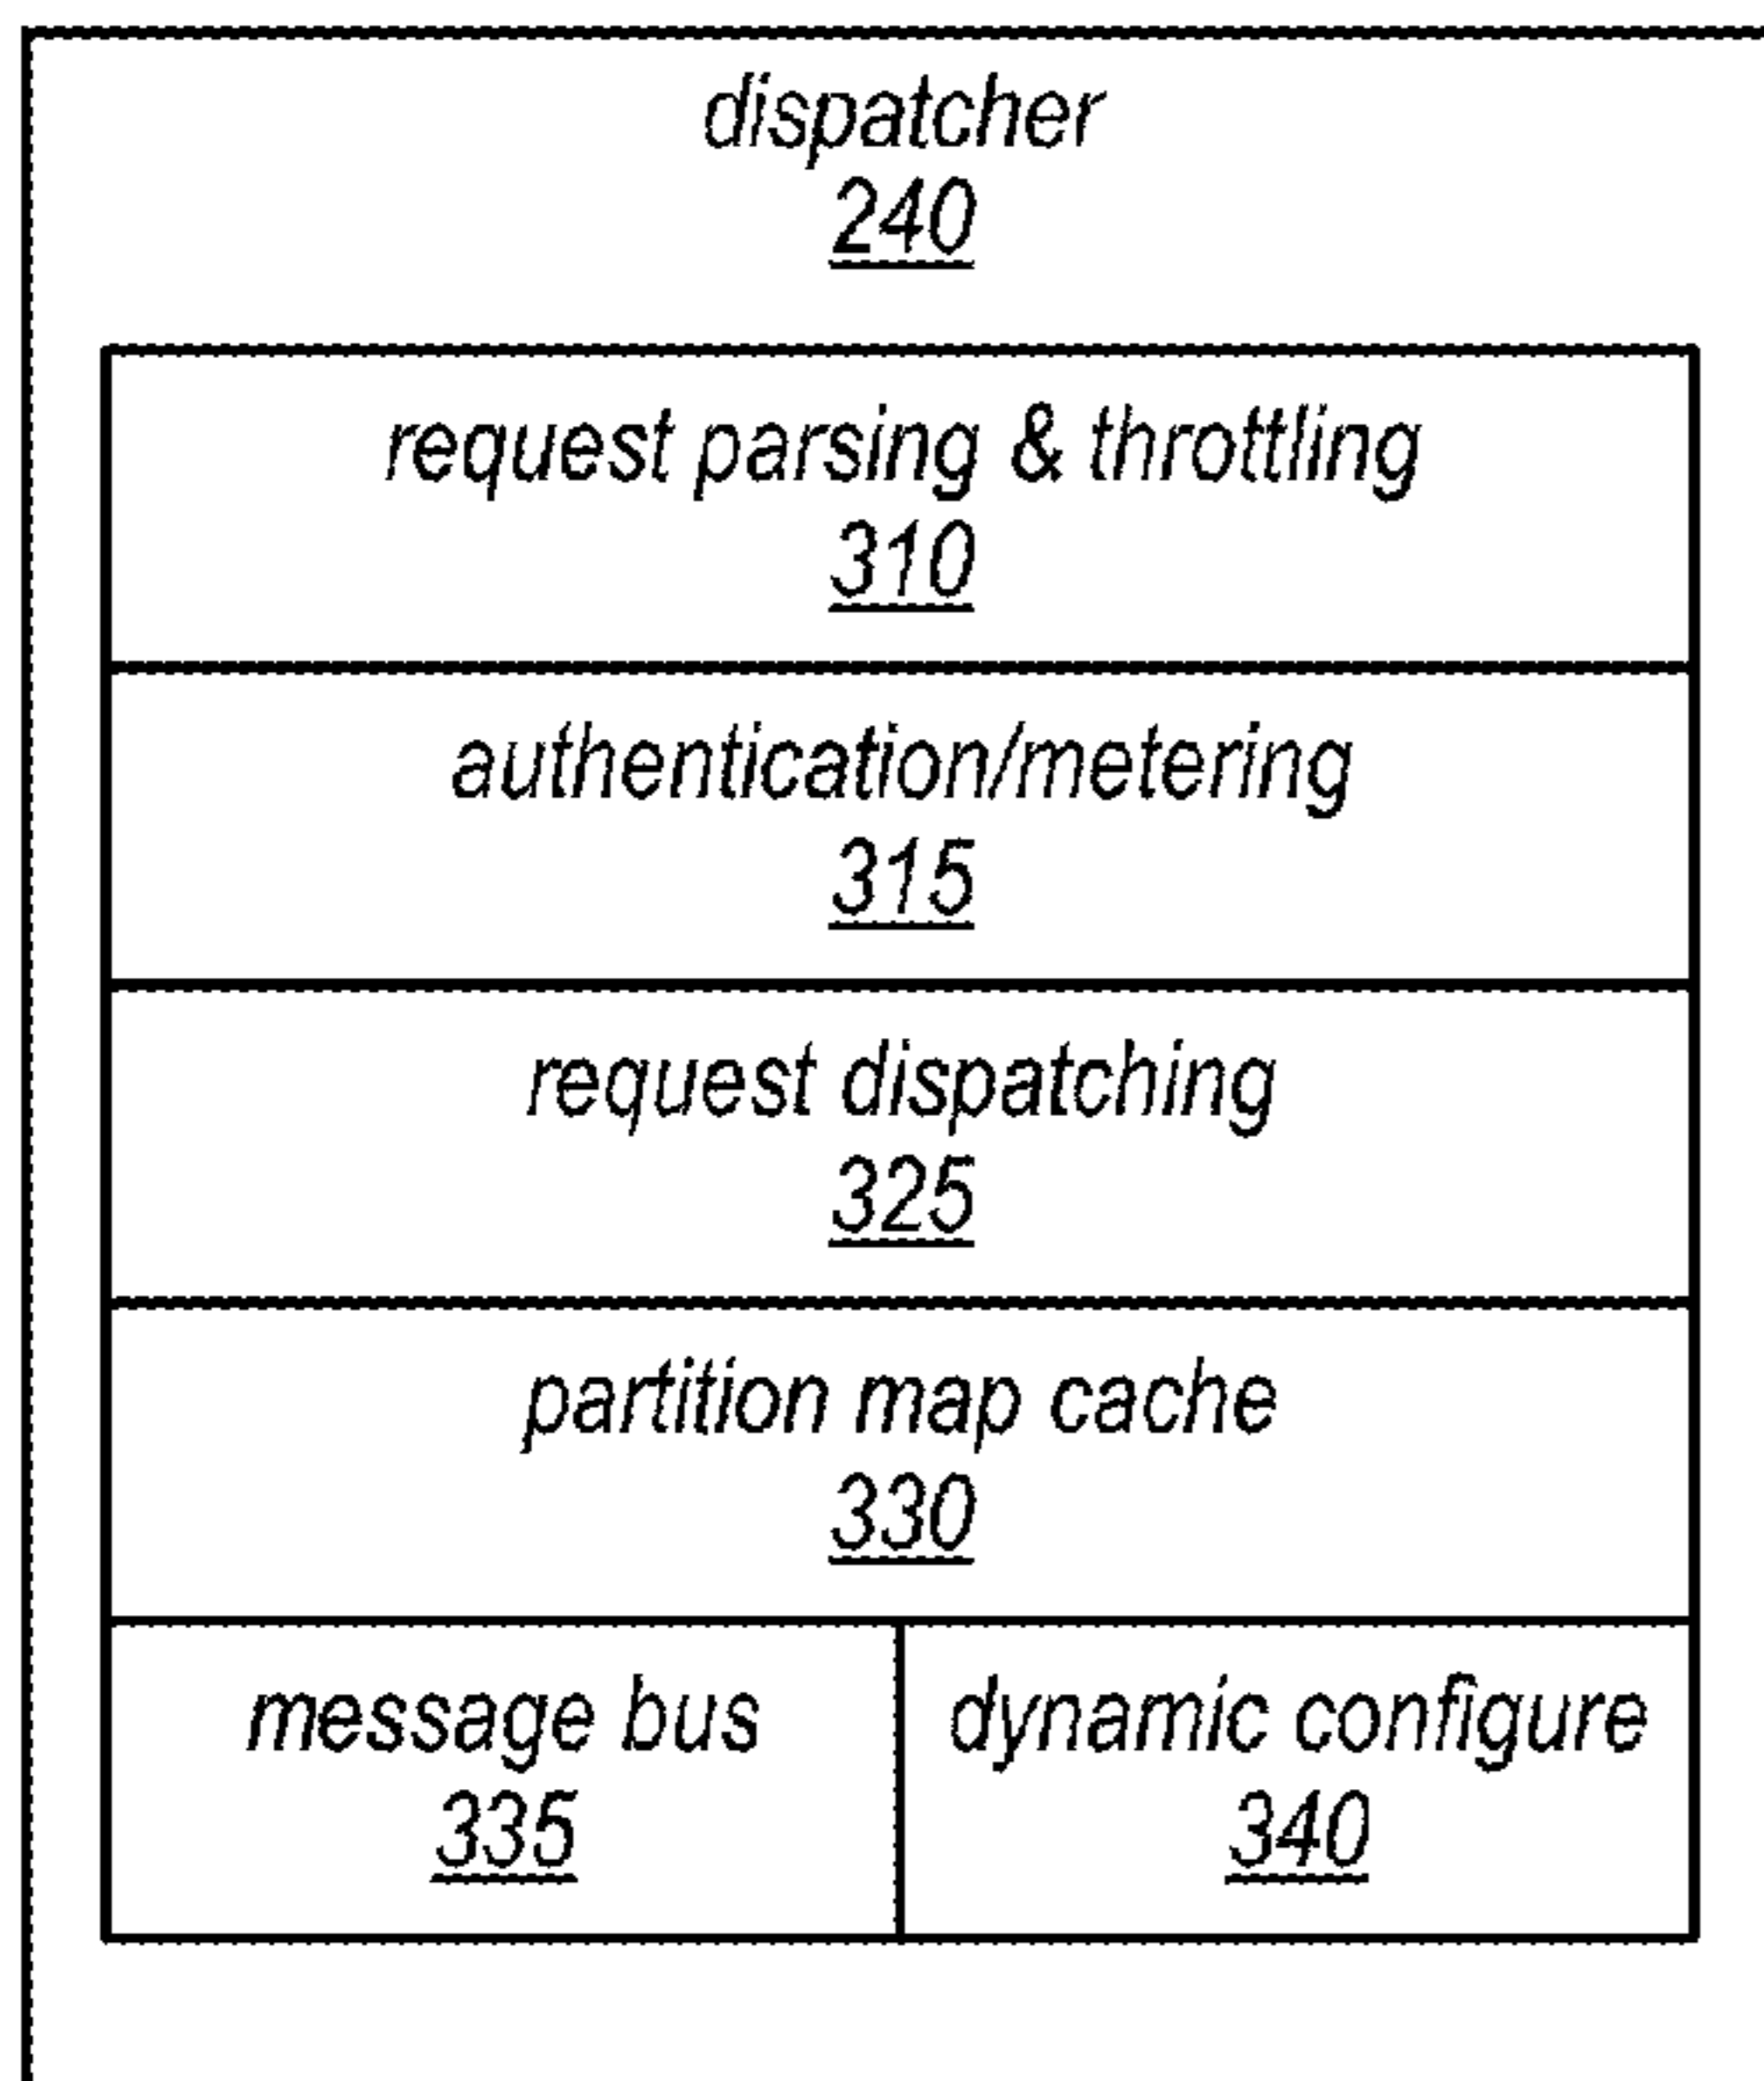 dispatcher
240
request parsing & throttling
310
authentication/metering
315
request dispatching
325
partition map cache
330
message bus
335
dynamic configure
340